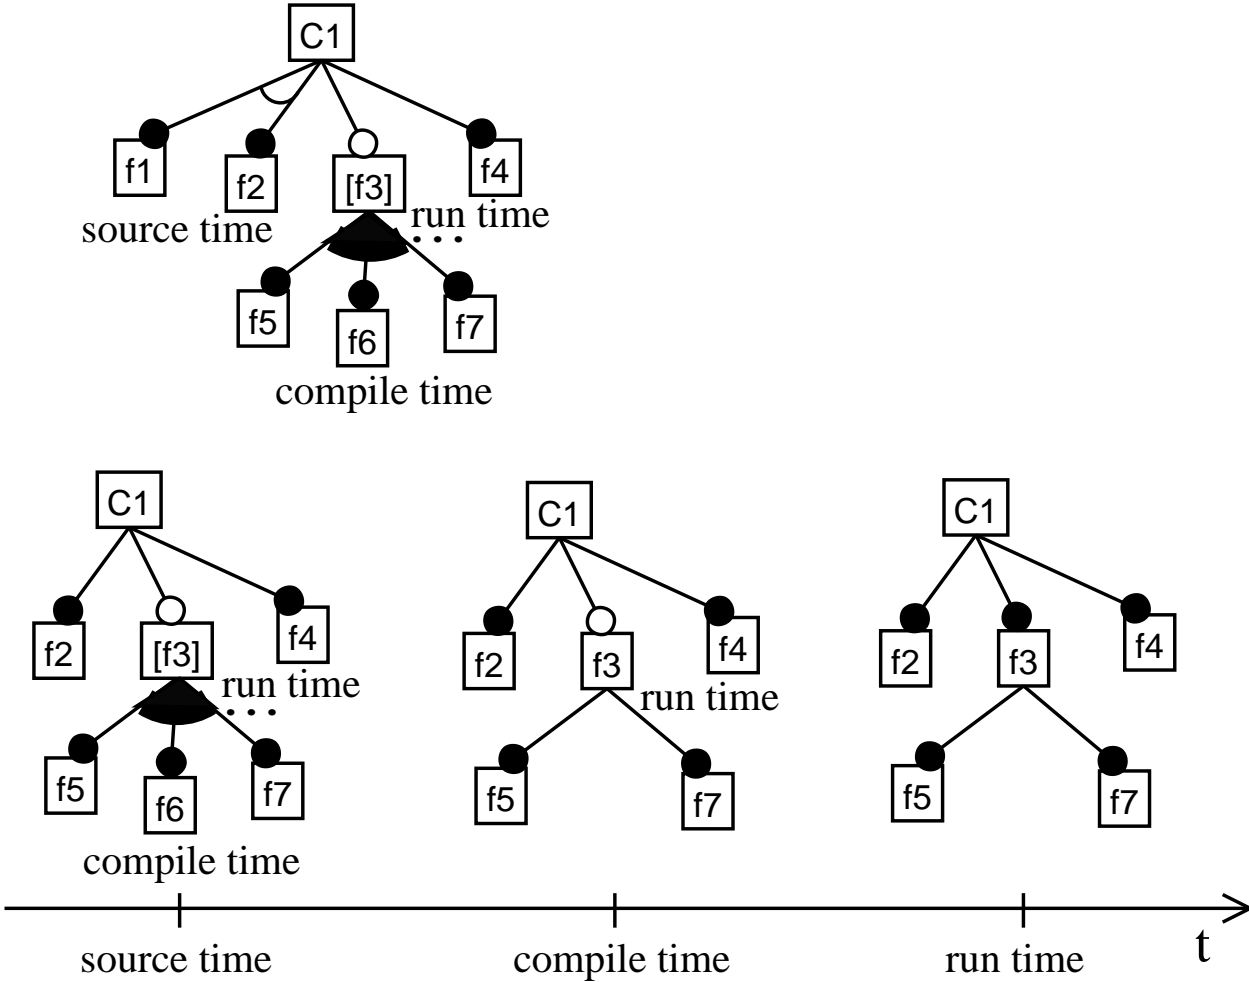 C1
f1 f2 [f3] f4
source time run time
. . .
f5 f6 f7
compile time
C1
f2 [f3] f4
run time
. . .
f5 f6 f7
compile time
C1
f2 f3 f4
run time
f5 f7
C1
f2 f3 f4
f5 f7
source time compile time run time t